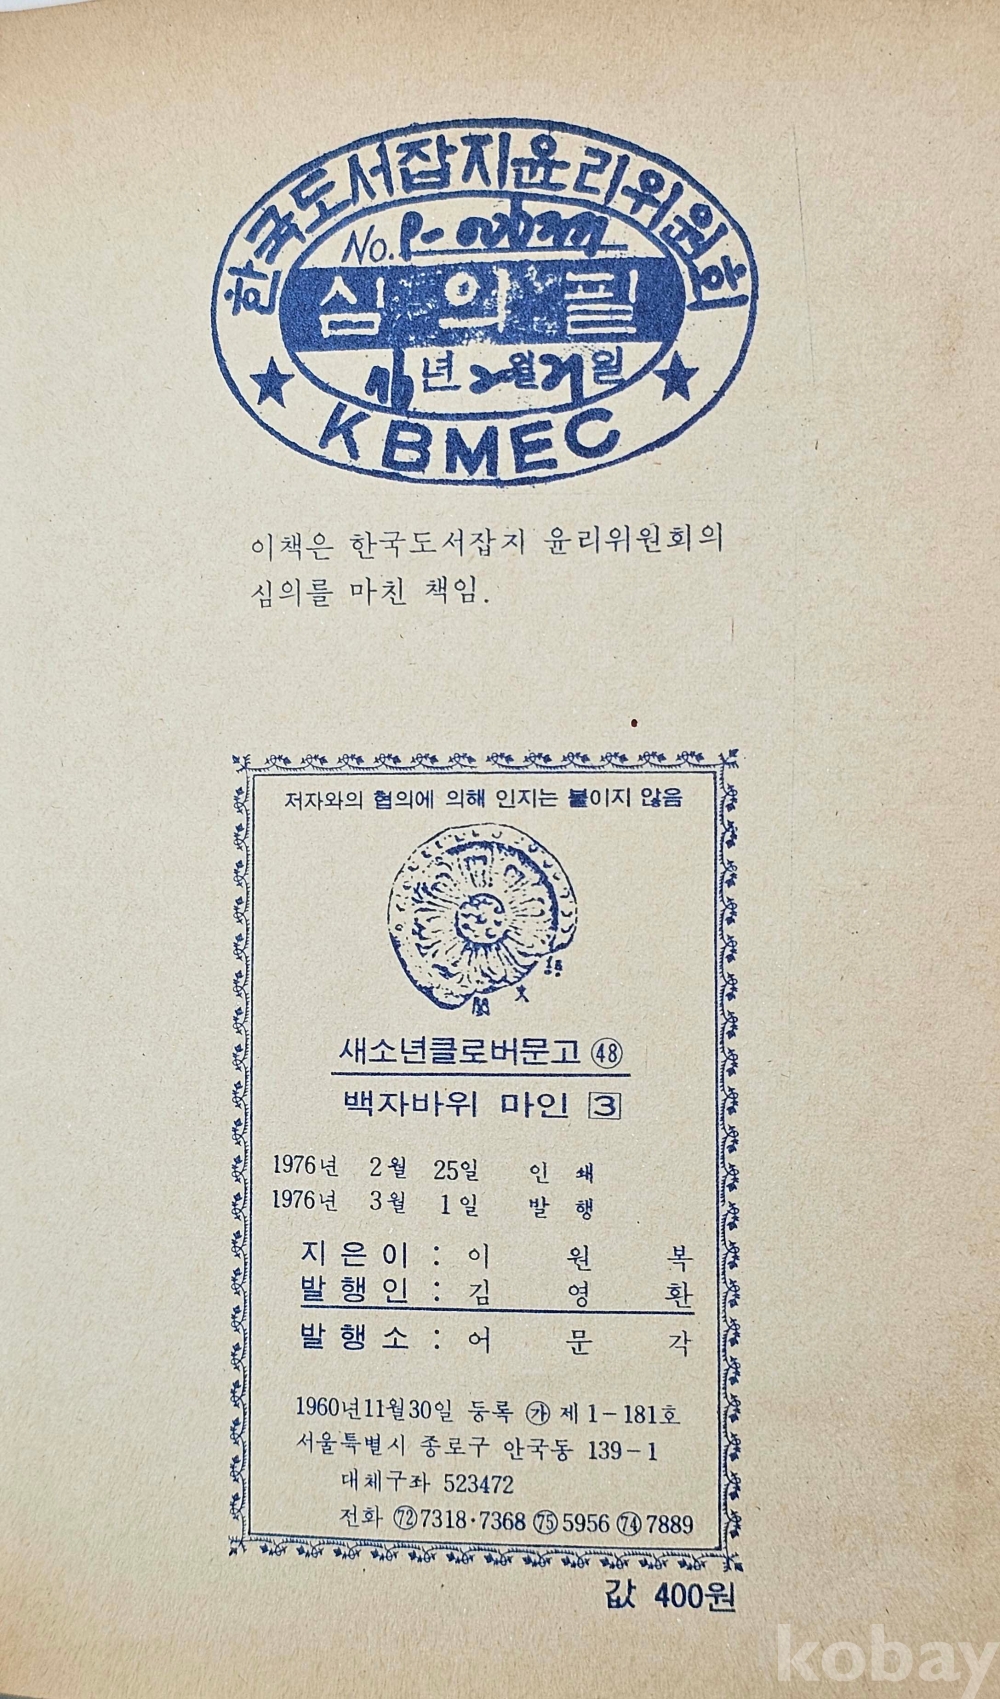 한국도서잡지윤리위원회
No.
심의필
76년 2월 일
KBMEC
이책은 한국도서잡지 윤리위원회의
심의를 마친 책임.
저자와의 협의에 의해 인지는 붙이지 않음
새소년클로버문고 ㊽
백자바위 마인 3
1976년 2월 25일 인 쇄
1976년 3월 1일 발 행
지은이 : 이 원 복
발행인 : 김 영 환
발행소 : 어 문 각
1960년11월30일 등록 ㉮ 제1-181호
서울특별시 종로구 안국동 139-1
대체구좌 523472
전화 (72)7318·7368 (75)5956 (74)7889
값 400원
kobay